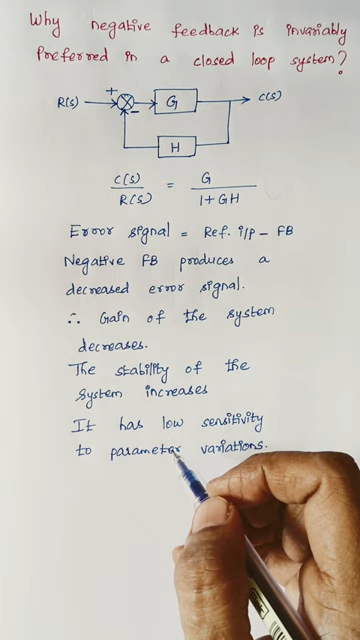 Why negative feedback is invariably
Preferred in a closed loop system?
R(s) + - G C(s)
H
C(s) / R(s) = G / 1 + GH
Error signal = Ref. i/p - FB
Negative FB produces a
decreased error signal.
∴ Gain of the system
decreases.
The stability of the
system increases
It has low sensitivity
to parameter variations.